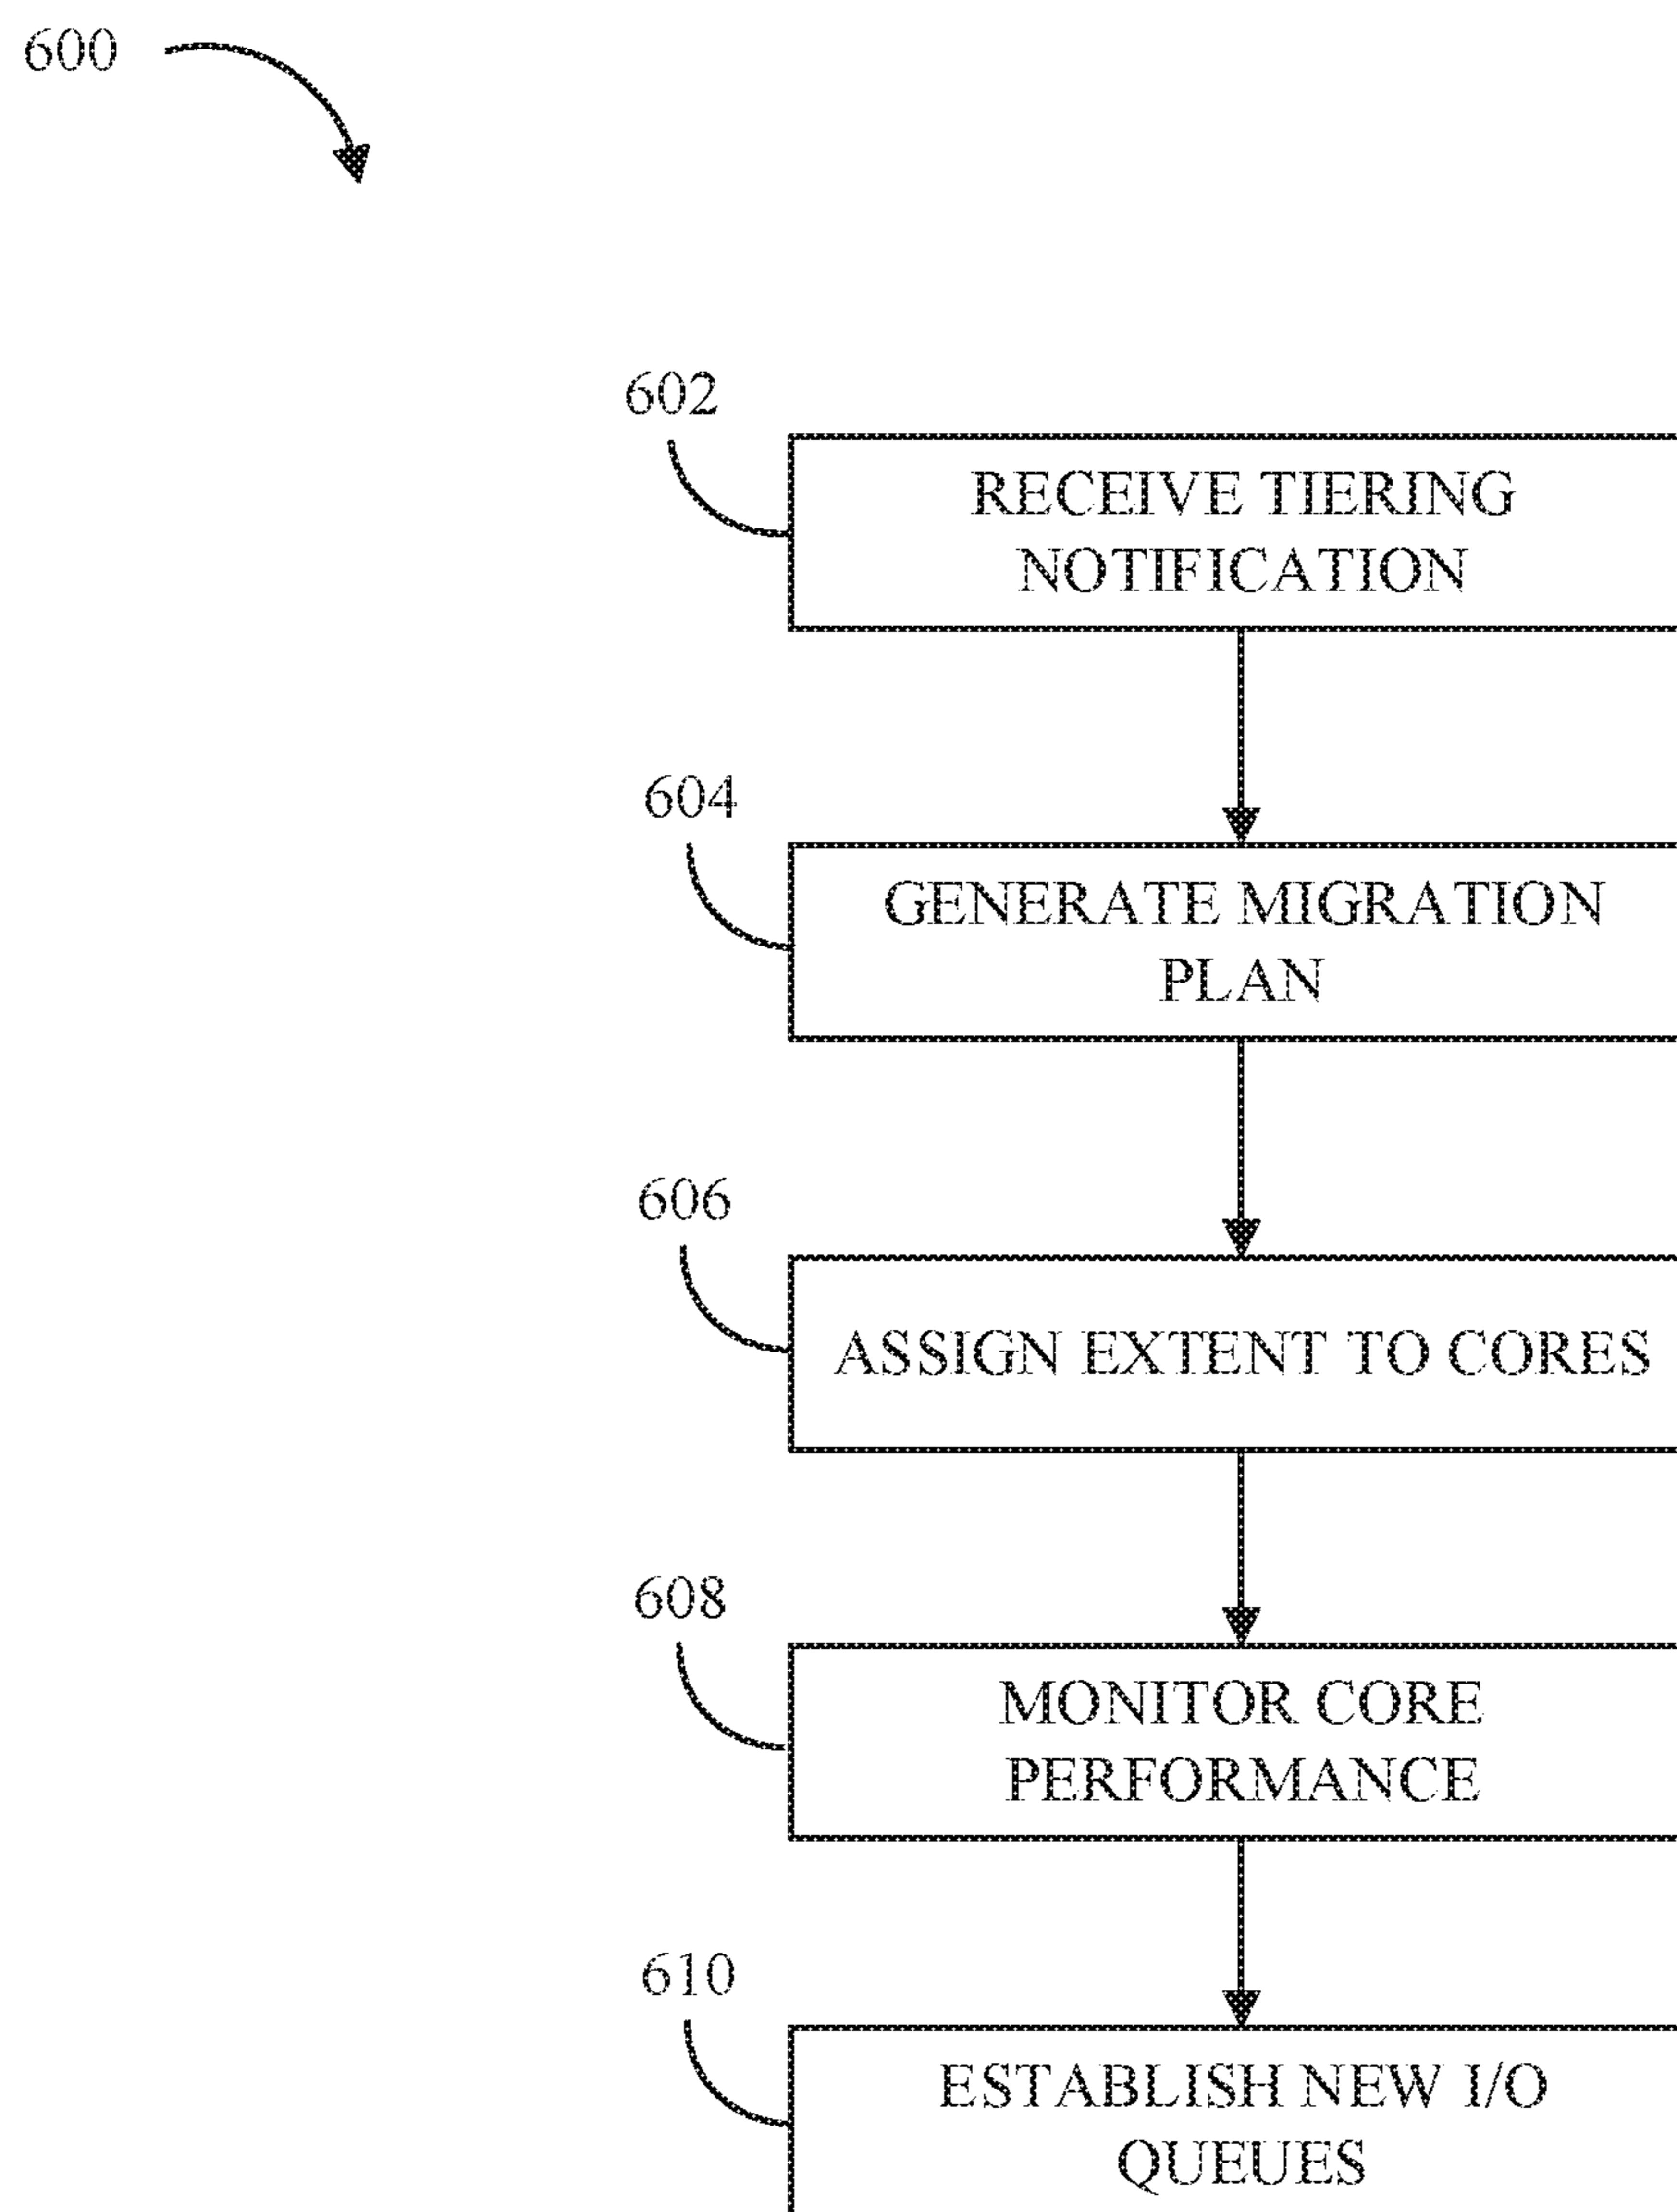 600
602
RECEIVE TIERING
NOTIFICATION
604
GENERATE MIGRATION
PLAN
606
ASSIGN EXTENT TO CORES
608
MONITOR CORE
PERFORMANCE
610
ESTABLISH NEW I/O
QUEUES